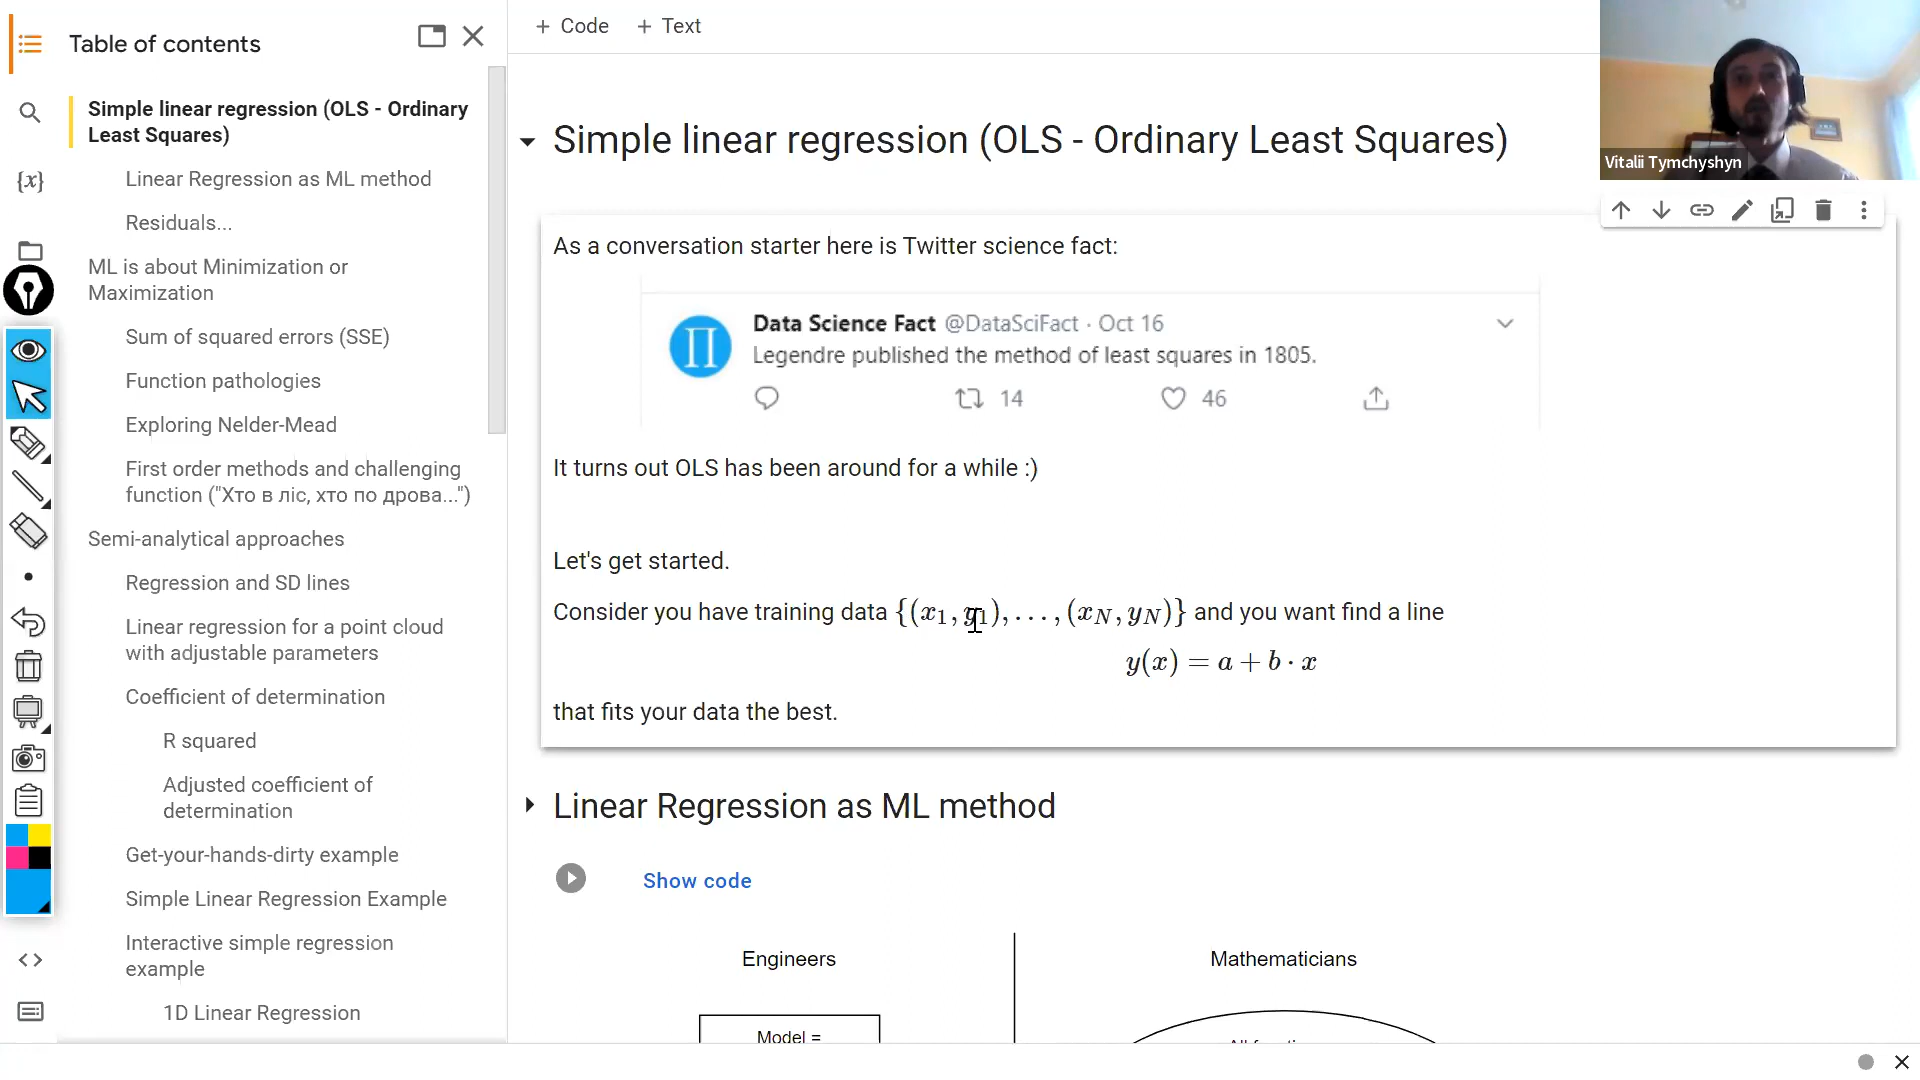 Table of contents
Simple linear regression (OLS - Ordinary
Least Squares)
Linear Regression as ML method
Residuals...
ML is about Minimization or
Maximization
Sum of squared errors (SSE)
Function pathologies
Exploring Nelder-Mead
First order methods and challenging
function ("Хто в ліс, хто по дрова...")
Semi-analytical approaches
Regression and SD lines
Linear regression for a point cloud
with adjustable parameters
Coefficient of determination
R squared
Adjusted coefficient of
determination
Get-your-hands-dirty example
Simple Linear Regression Example
Interactive simple regression
example
1D Linear Regression
{x}
<>
+ Code + Text
Simple linear regression (OLS - Ordinary Least Squares)
As a conversation starter here is Twitter science fact:
Π
Data Science Fact @DataSciFact · Oct 16
Legendre published the method of least squares in 1805.
14 46
It turns out OLS has been around for a while :)
Let's get started.
Consider you have training data {(x₁, y₁), . . . , (x_N, y_N)} and you want find a line
y(x) = a + b · x
that fits your data the best.
Linear Regression as ML method
Show code
Engineers Mathematicians
Model =
Vitalii Tymchyshyn